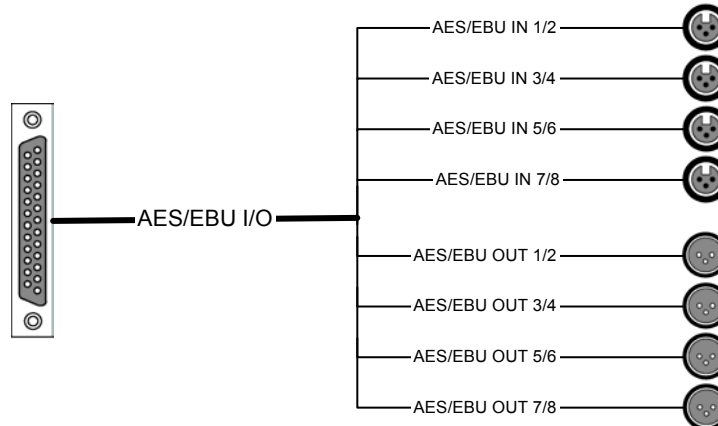 AES/EBU IN 1/2
AES/EBU IN 3/4
AES/EBU IN 5/6
AES/EBU IN 7/8
AES/EBU I/O
AES/EBU OUT 1/2
AES/EBU OUT 3/4
AES/EBU OUT 5/6
AES/EBU OUT 7/8